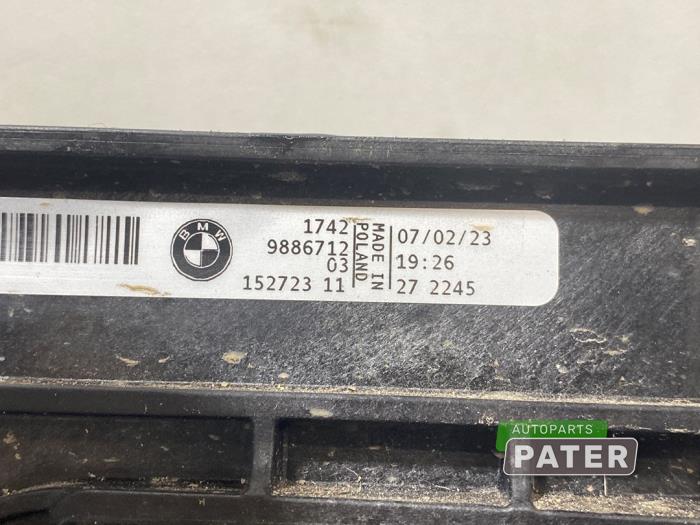 BMW
1742
9886712
03
152723 11
MADE IN
POLAND
07/02/23
19:26
27 2245
AUTOPARTS
PATER